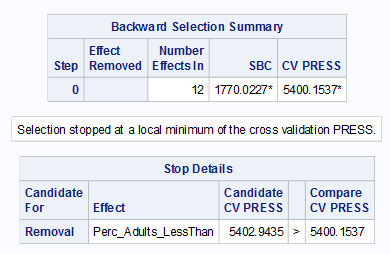 Backward Selection Summary
Step Effect Removed Number Effects In SBC CV PRESS
0 12 1770.0227* 5400.1537*
Selection stopped at a local minimum of the cross validation PRESS.
Stop Details
Candidate For Effect Candidate CV PRESS Compare CV PRESS
Removal Perc_Adults_LessThan 5402.9435 > 5400.1537